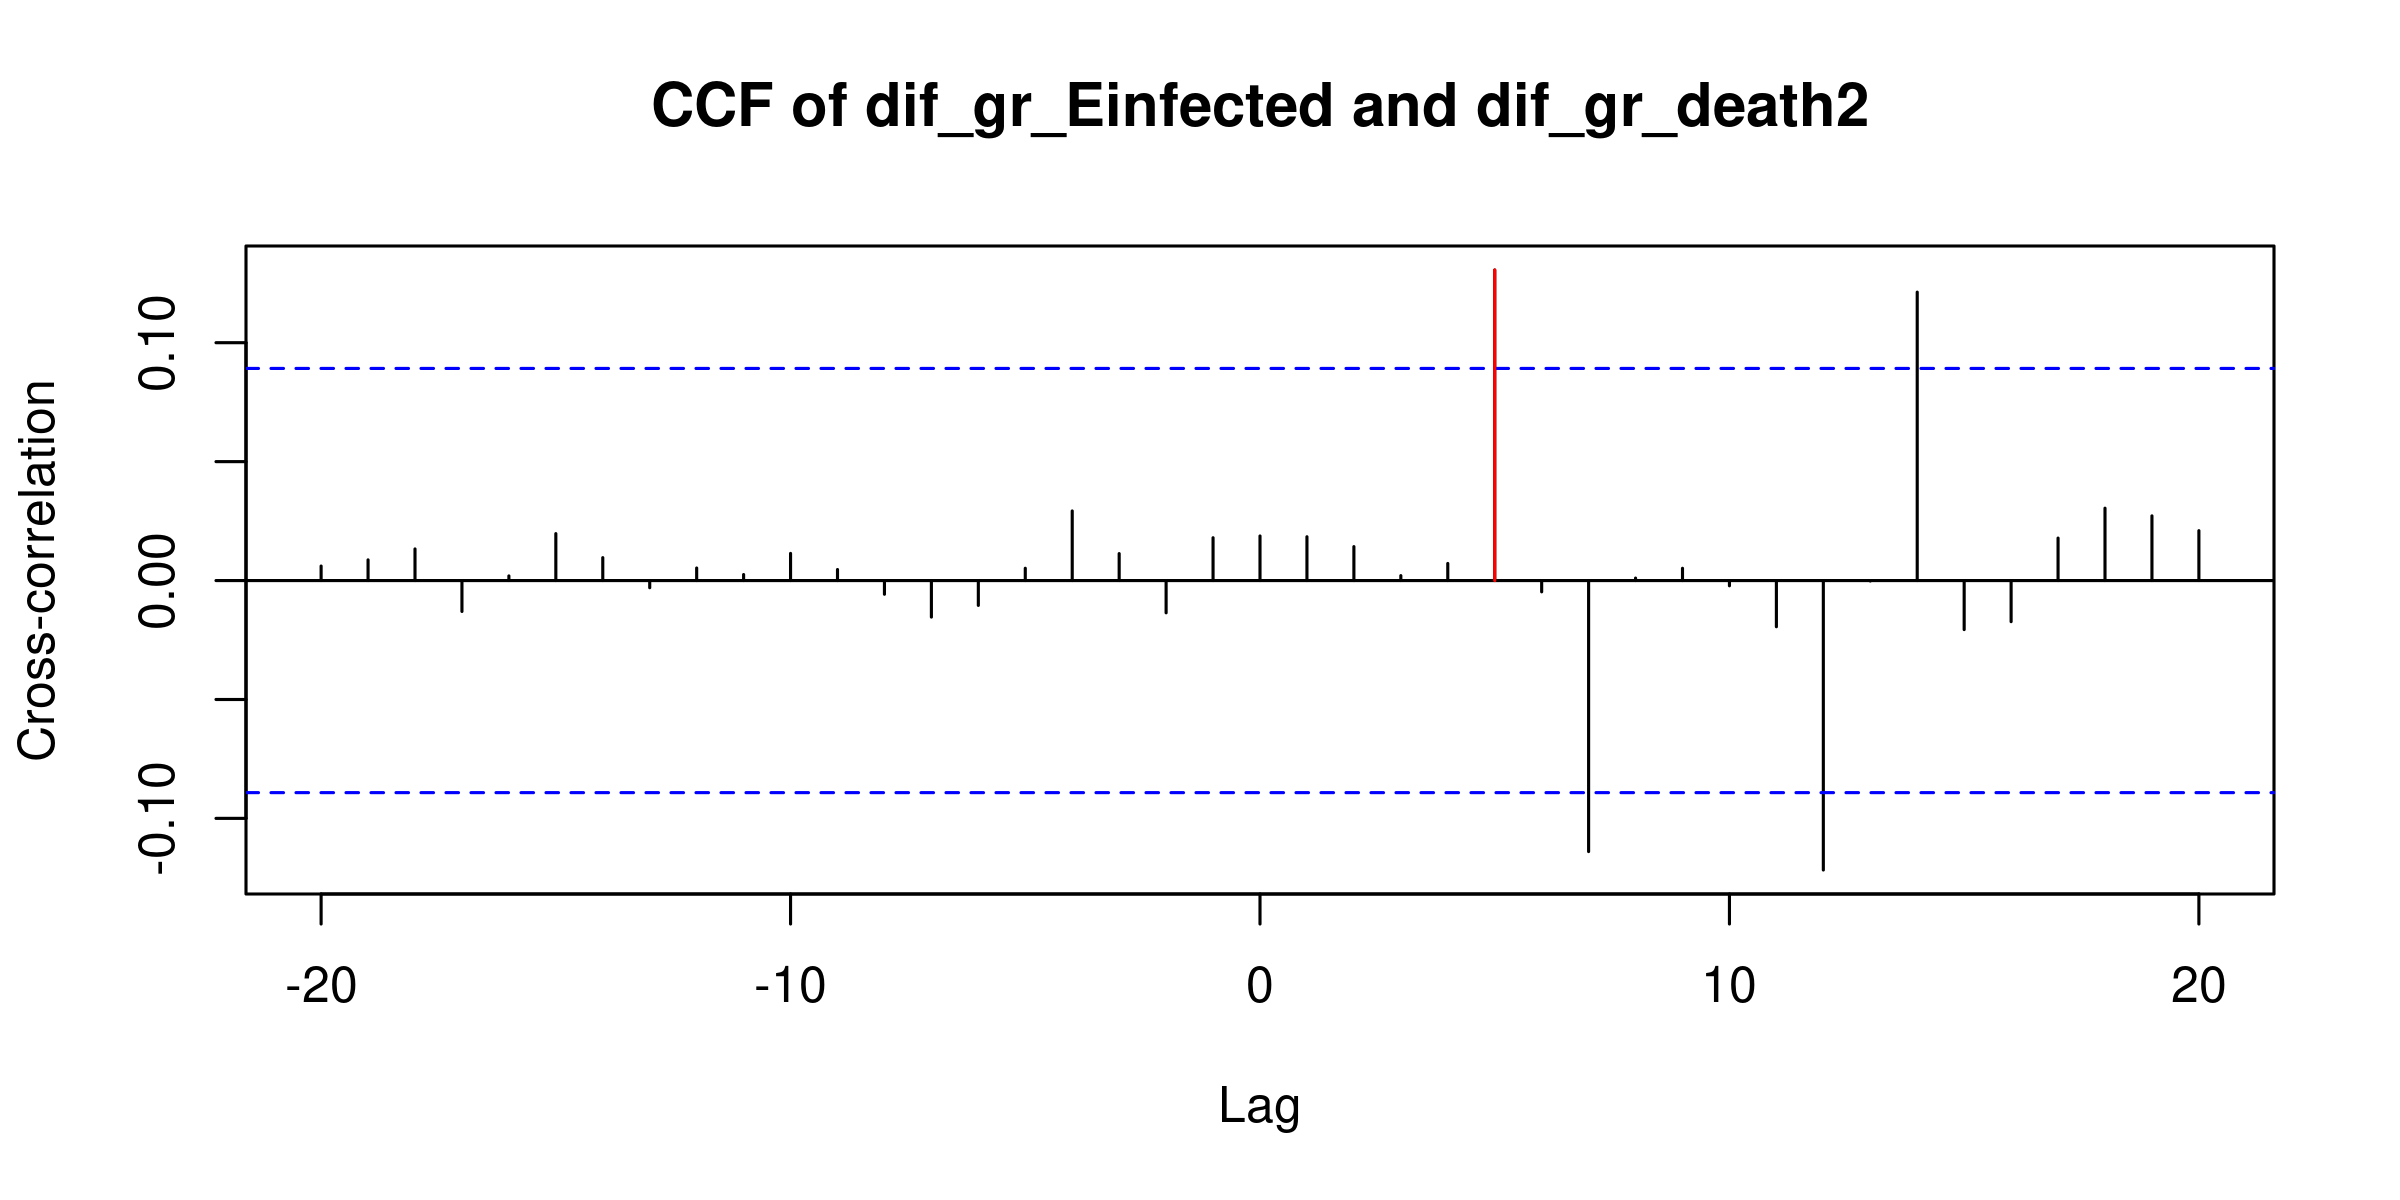 CCF of dif_gr_Einfected and dif_gr_death2
Cross-correlation
0.10
0.00
-0.10
-20 -10 0 10 20
Lag